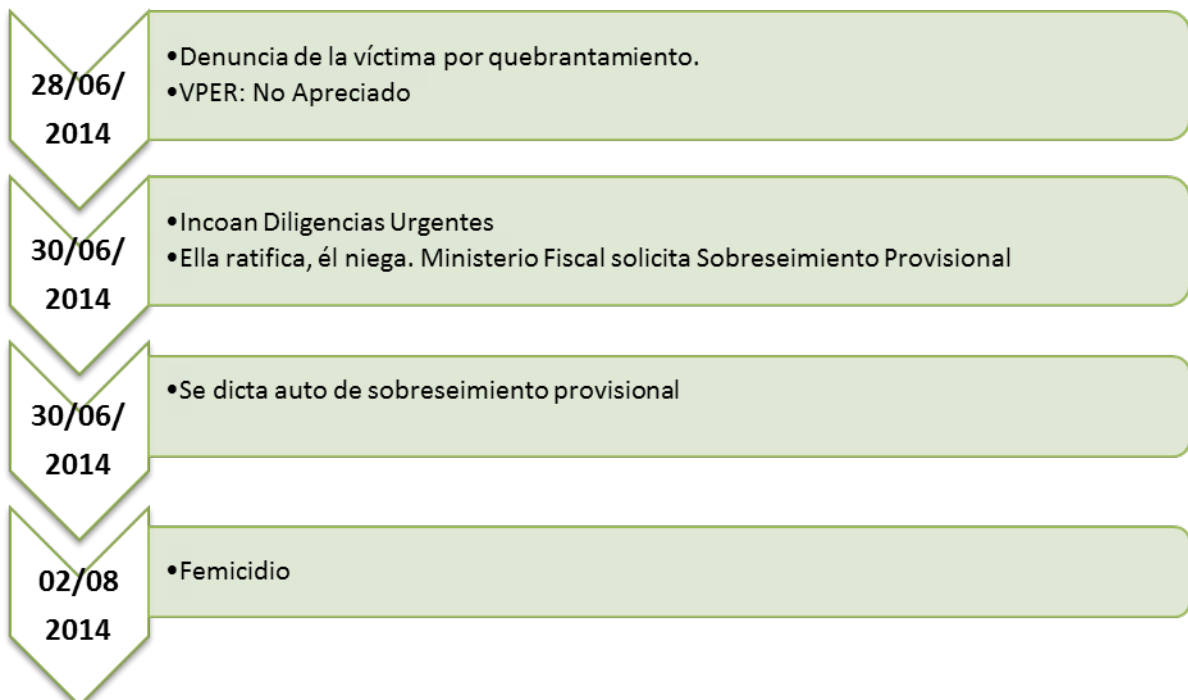 28/06/
2014
•Denuncia de la víctima por quebrantamiento.
•VPER: No Apreciado
30/06/
2014
•Incoan Diligencias Urgentes
•Ella ratifica, él niega. Ministerio Fiscal solicita Sobreseimiento Provisional
30/06/
2014
•Se dicta auto de sobreseimiento provisional
02/08
2014
•Femicidio